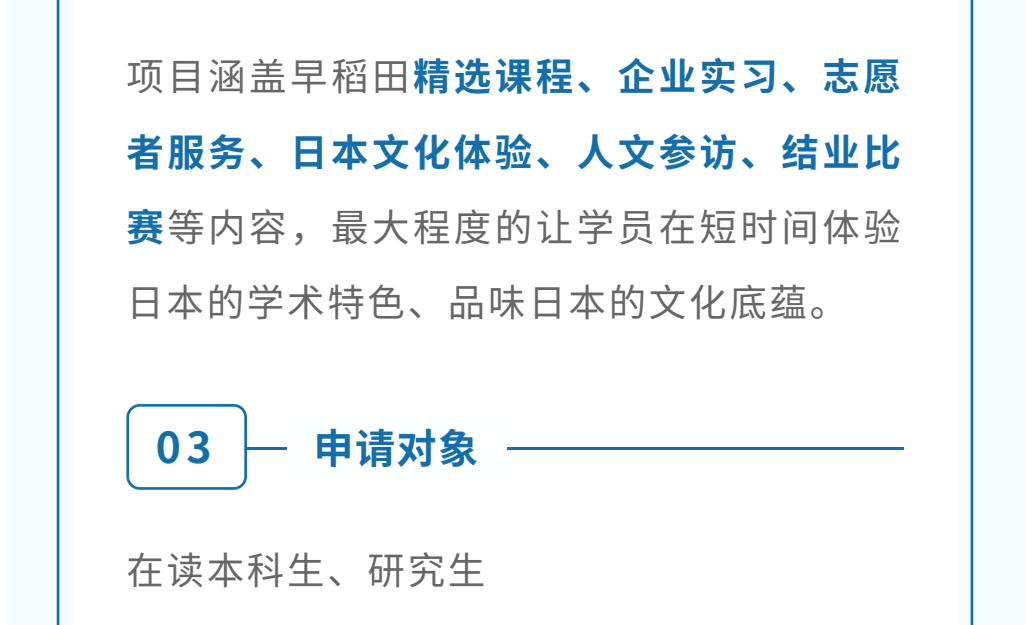 项目涵盖早稻田精选课程、企业实习、志愿
者服务、日本文化体验、人文参访、结业比
赛等内容，最大程度的让学员在短时间体验
日本的学术特色、品味日本的文化底蕴。
03 申请对象
在读本科生、研究生